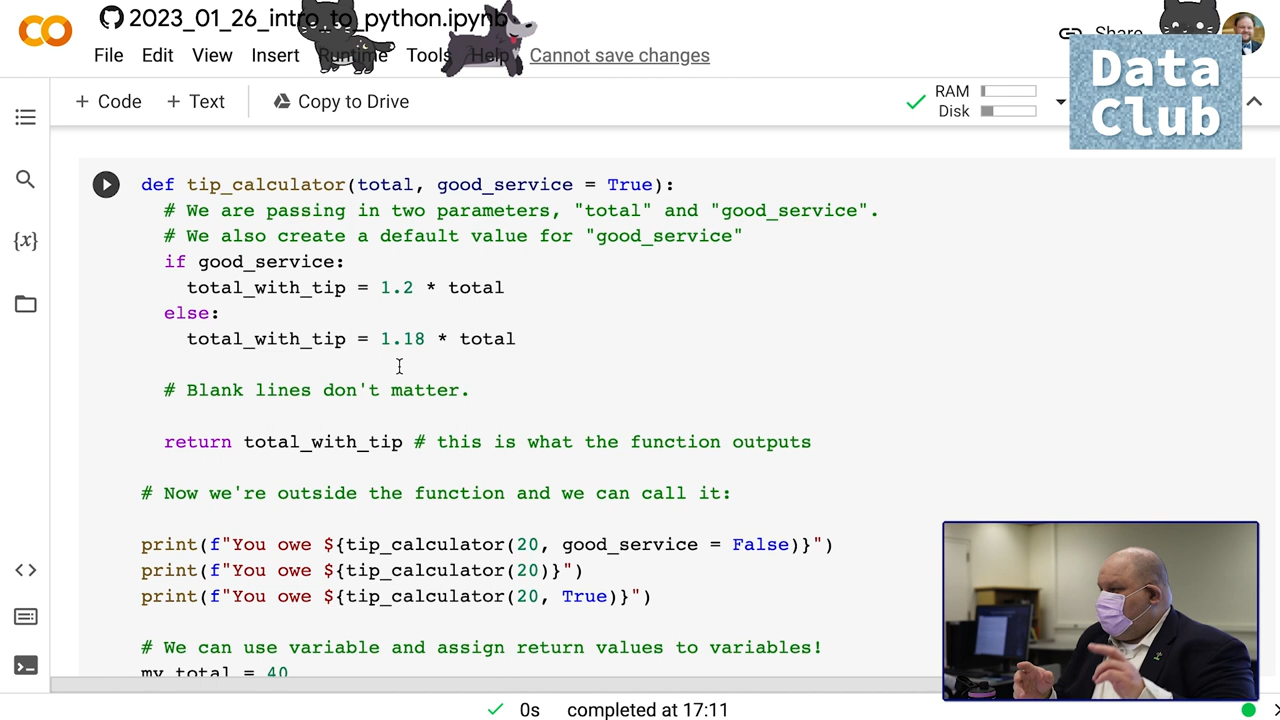 2023_01_26_intro_to_python.ipynb
File Edit View Insert Runtime Tools Help Cannot save changes
Share
Data
Club
+ Code + Text Copy to Drive
RAM
Disk
{x}
def tip_calculator(total, good_service = True):
# We are passing in two parameters, "total" and "good_service".
# We also create a default value for "good_service"
if good_service:
total_with_tip = 1.2 * total
else:
total_with_tip = 1.18 * total
# Blank lines don't matter.
return total_with_tip # this is what the function outputs
# Now we're outside the function and we can call it:
print(f"You owe ${tip_calculator(20, good_service = False)}")
print(f"You owe ${tip_calculator(20)}")
print(f"You owe ${tip_calculator(20, True)}")
# We can use variable and assign return values to variables!
my_total = 40
0s completed at 17:11